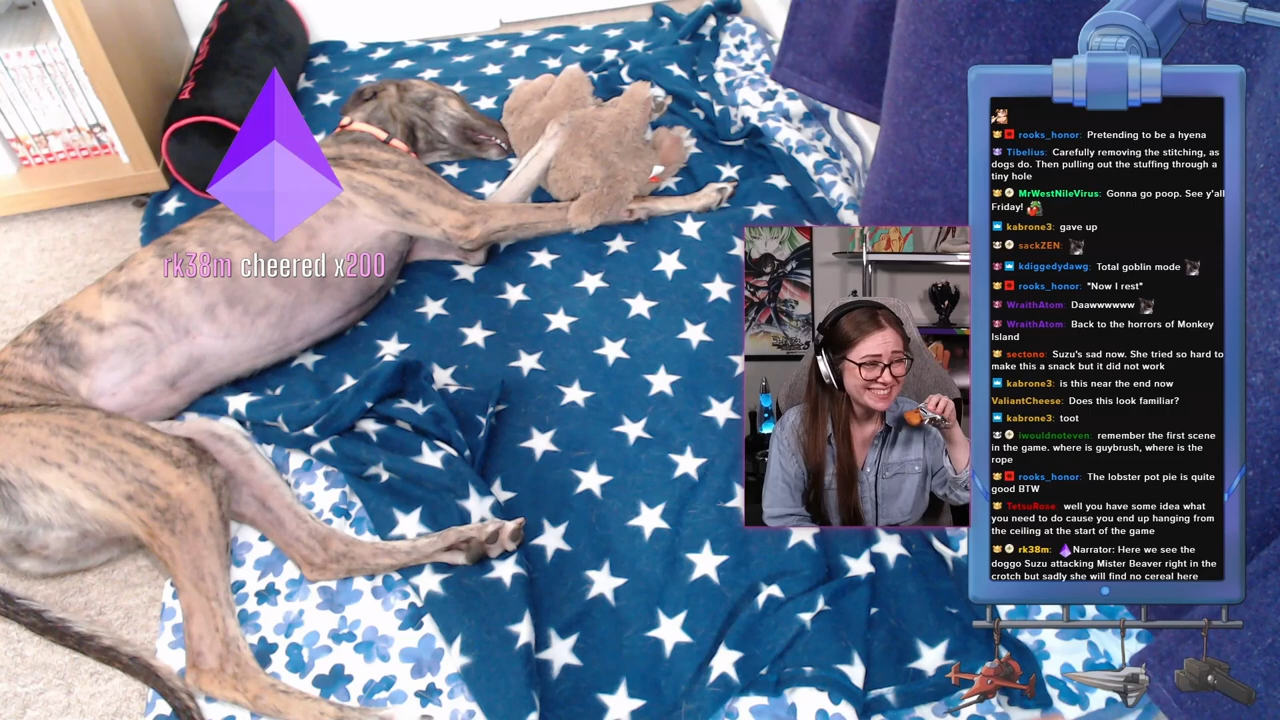 rk38m cheered x200
rooks_honor: Pretending to be a hyena
Tibelius: Carefully removing the stitching, as
dogs do. Then pulling out the stuffing through a
tiny hole
MrWestNileVirus: Gonna go poop. See y'all
Friday!
kabrone3: gave up
sackZEN:
kdiggedydawg: Total goblin mode
rooks_honor: "Now I rest"
WraithAtom: Daawwwwww
WraithAtom: Back to the horrors of Monkey
Island
sectono: Suzu's sad now. She tried so hard to
make this a snack but it did not work
kabrone3: is this near the end now
ValiantCheese: Does this look familiar?
kabrone3: toot
iwouldnoteven: remember the first scene
in the game. where is guybrush, where is the
rope
rooks_honor: The lobster pot pie is quite
good BTW
TetsuRose: well you have some idea what
you need to do cause you end up hanging from
the ceiling at the start of the game
rk38m: Narrator: Here we see the
doggo Suzu attacking Mister Beaver right in the
crotch but sadly she will find no cereal here